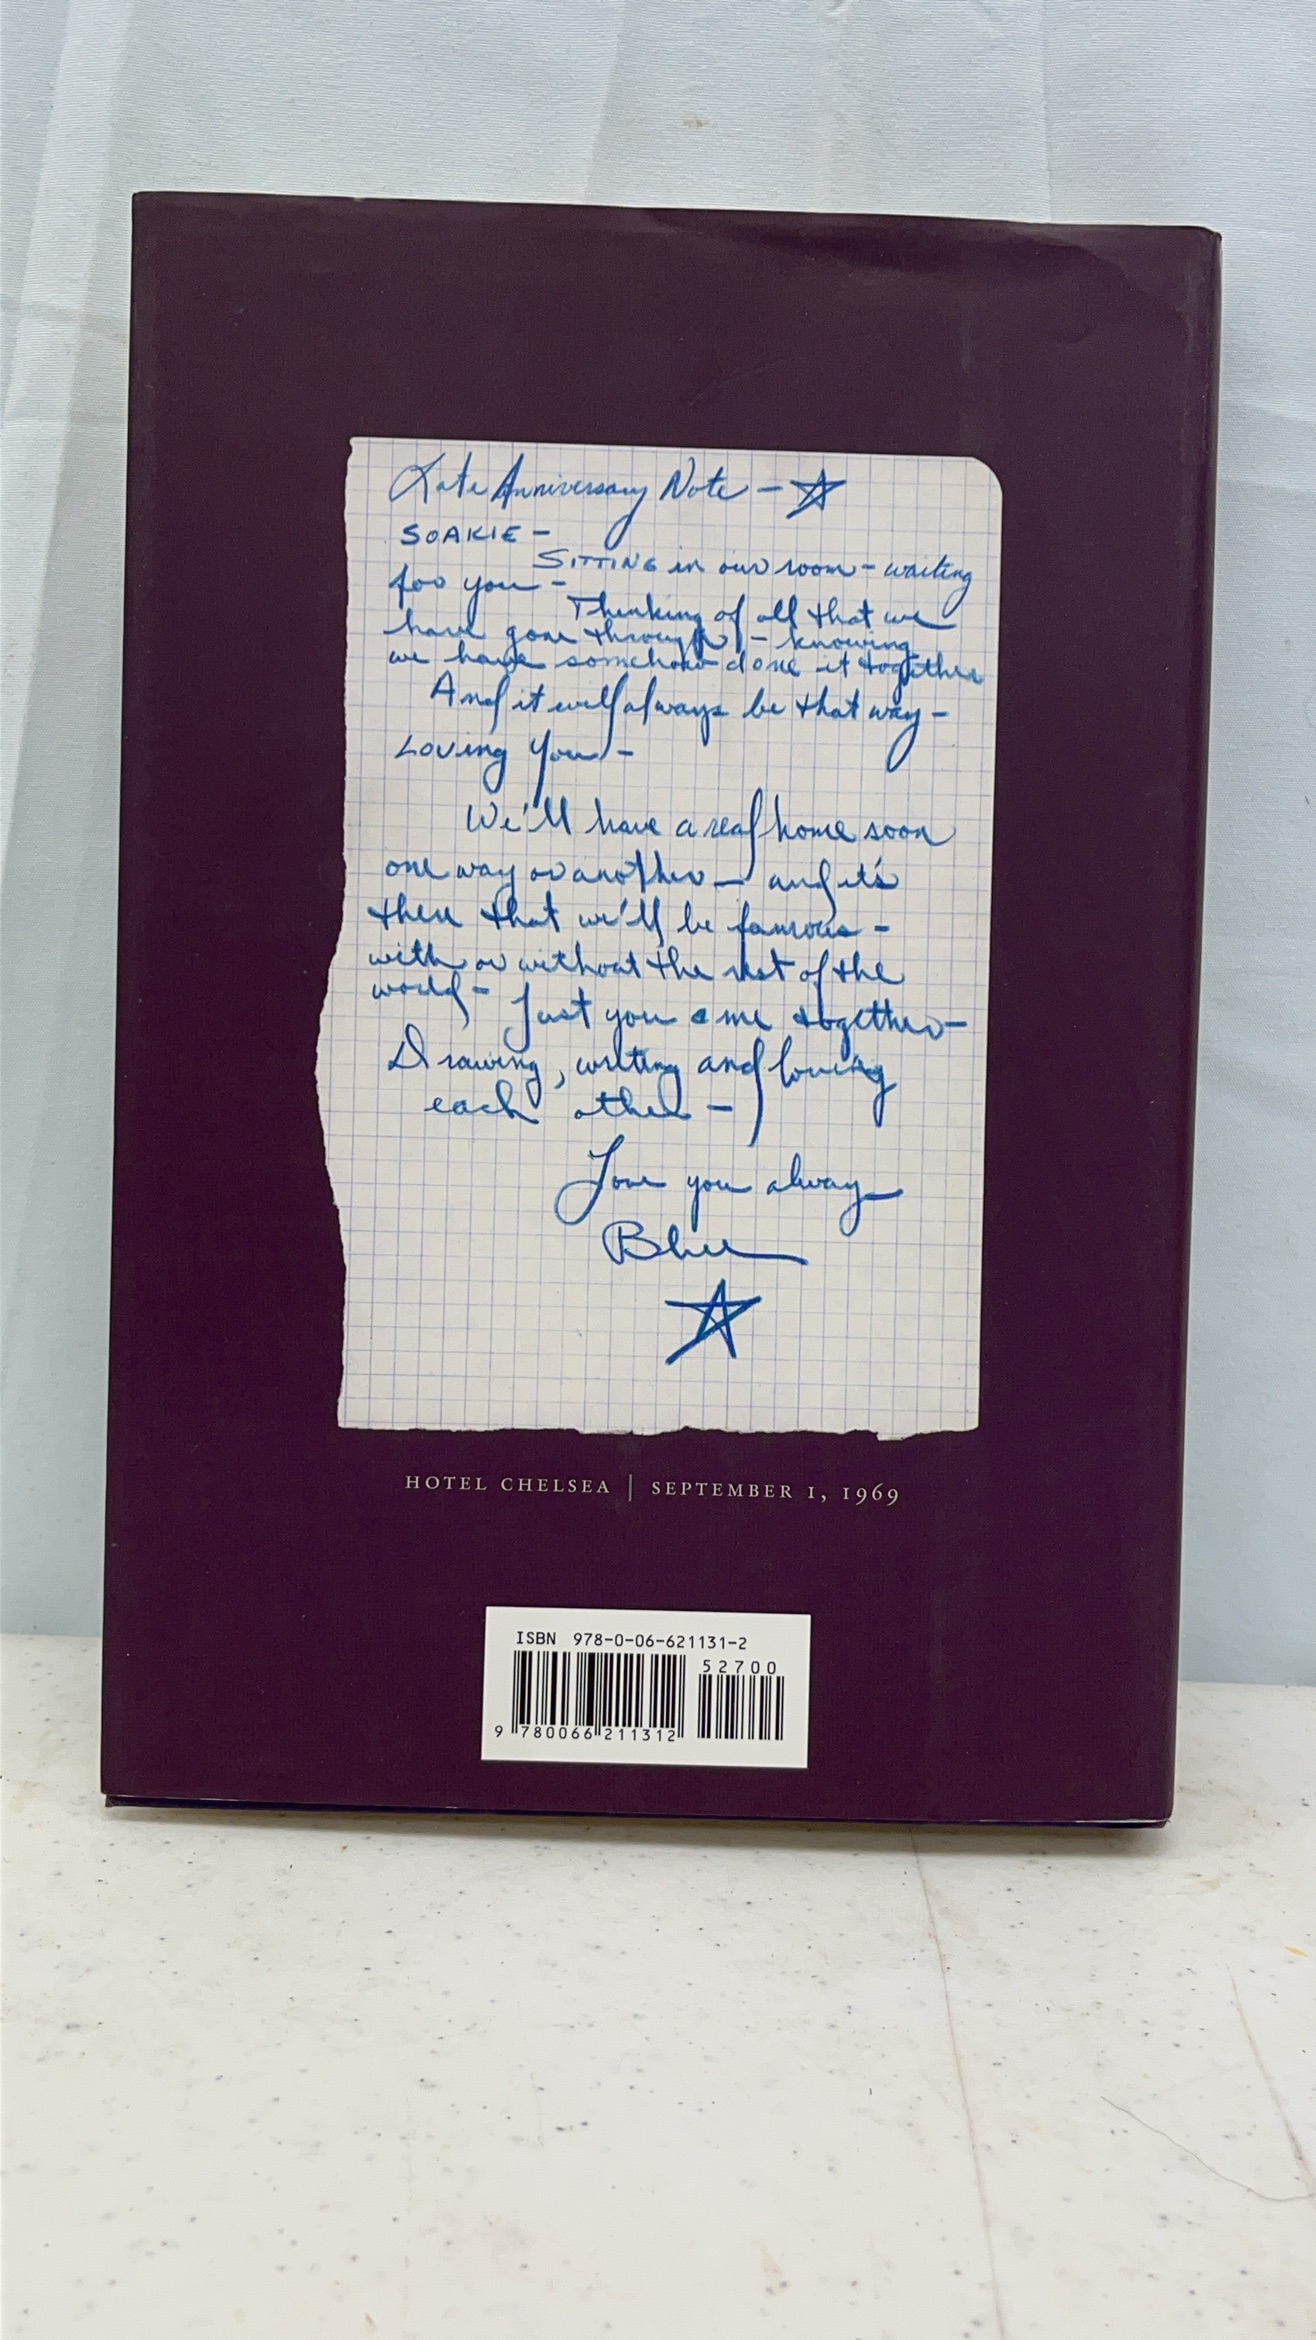 Late Anniversary Note -
SOAKIE -
SITTING in our room - waiting
for you -
Thinking of all that we
have gone through - knowing
we have somehow done it together
And it will always be that way -
Loving You -
We'll have a real home soon
one way or another - and it's
there that we'll be famous -
with or without the rest of the
world - Just you & me together -
Drawing, writing and loving
each other -
Love you always
Blue
HOTEL CHELSEA | SEPTEMBER 1, 1969
ISBN 978-0-06-621131-2
52700
9 780066 211312